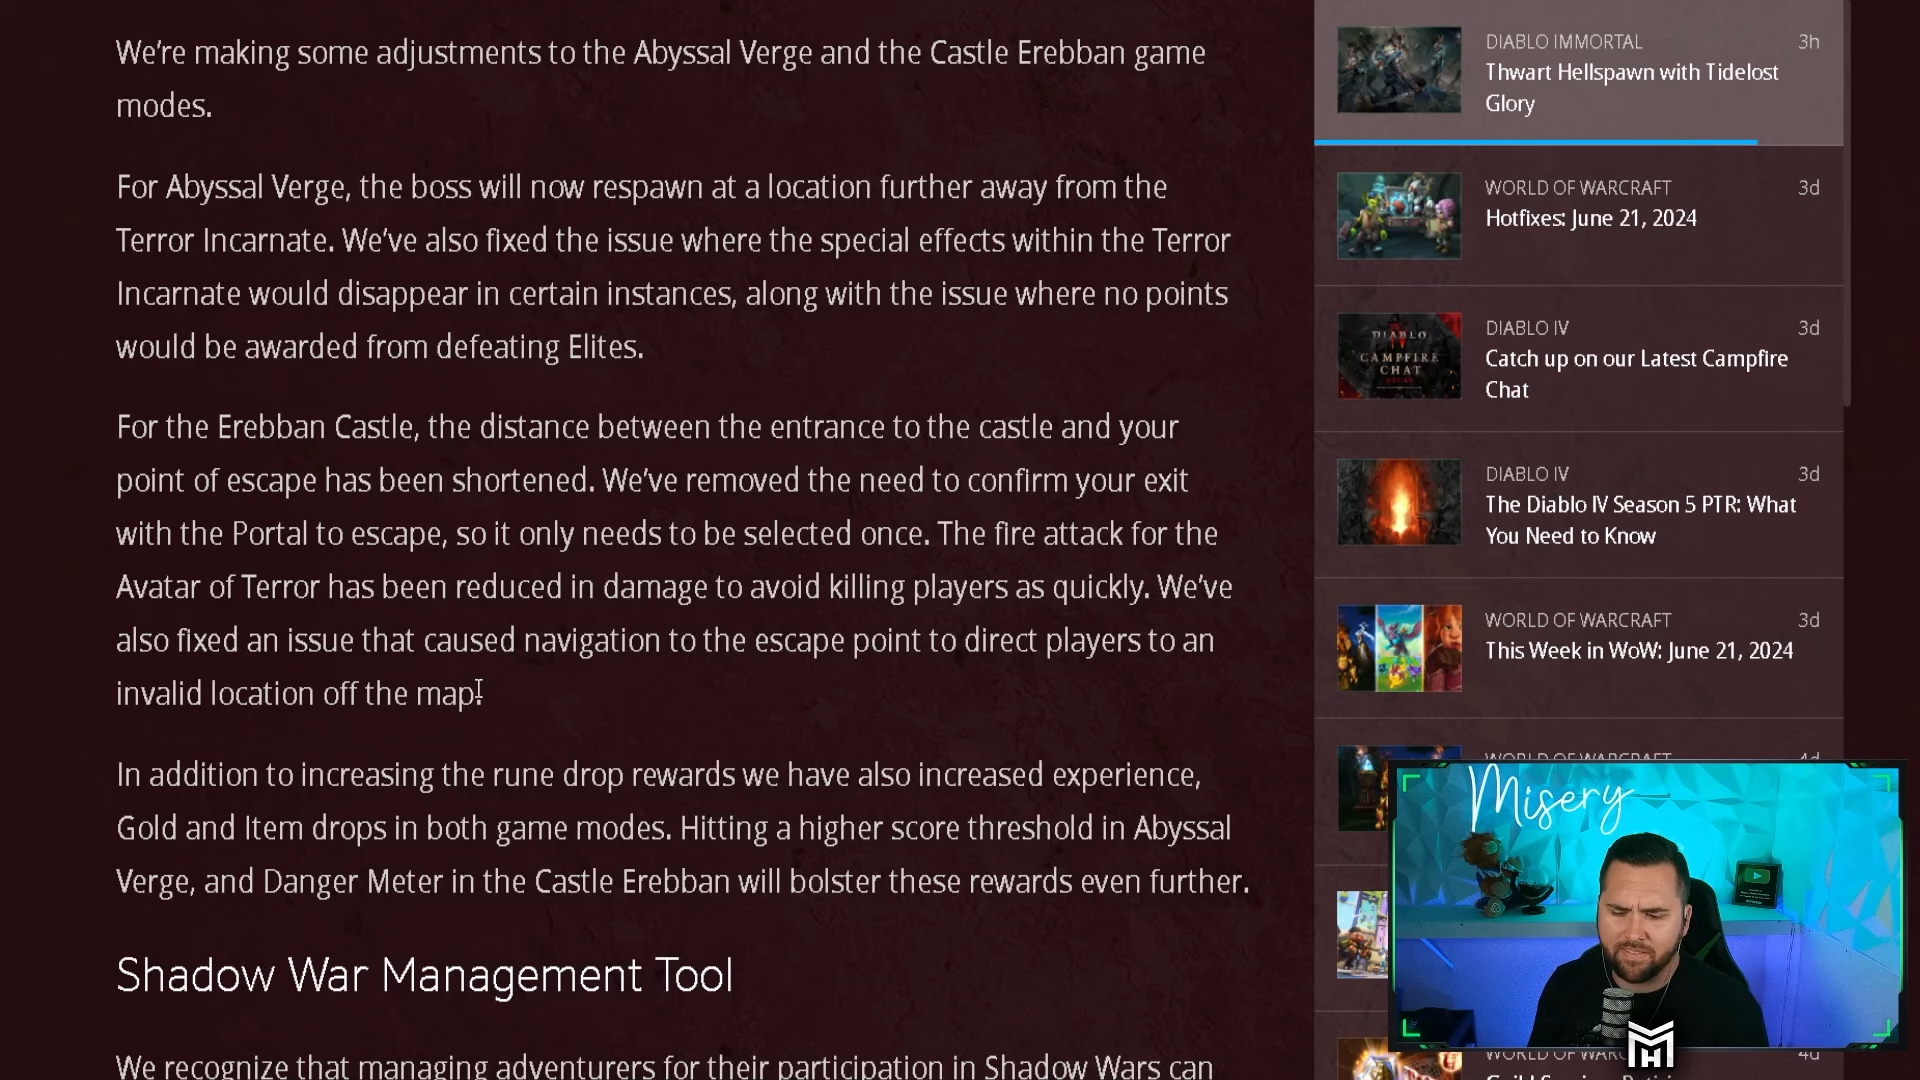 We're making some adjustments to the Abyssal Verge and the Castle Erebban game
modes.
For Abyssal Verge, the boss will now respawn at a location further away from the
Terror Incarnate. We've also fixed the issue where the special effects within the Terror
Incarnate would disappear in certain instances, along with the issue where no points
would be awarded from defeating Elites.
For the Erebban Castle, the distance between the entrance to the castle and your
point of escape has been shortened. We've removed the need to confirm your exit
with the Portal to escape, so it only needs to be selected once. The fire attack for the
Avatar of Terror has been reduced in damage to avoid killing players as quickly. We've
also fixed an issue that caused navigation to the escape point to direct players to an
invalid location off the map.
In addition to increasing the rune drop rewards we have also increased experience,
Gold and Item drops in both game modes. Hitting a higher score threshold in Abyssal
Verge, and Danger Meter in the Castle Erebban will bolster these rewards even further.
Shadow War Management Tool
We recognize that managing adventurers for their participation in Shadow Wars can
DIABLO IMMORTAL 3h
Thwart Hellspawn with Tidelost
Glory
WORLD OF WARCRAFT 3d
Hotfixes: June 21, 2024
DIABLO IV 3d
Catch up on our Latest Campfire
Chat
DIABLO
CAMPFIRE
CHAT
DIABLO IV 3d
The Diablo IV Season 5 PTR: What
You Need to Know
WORLD OF WARCRAFT 3d
This Week in WoW: June 21, 2024
WORLD OF WARCRAFT 4d
Misery
WORLD OF 4d